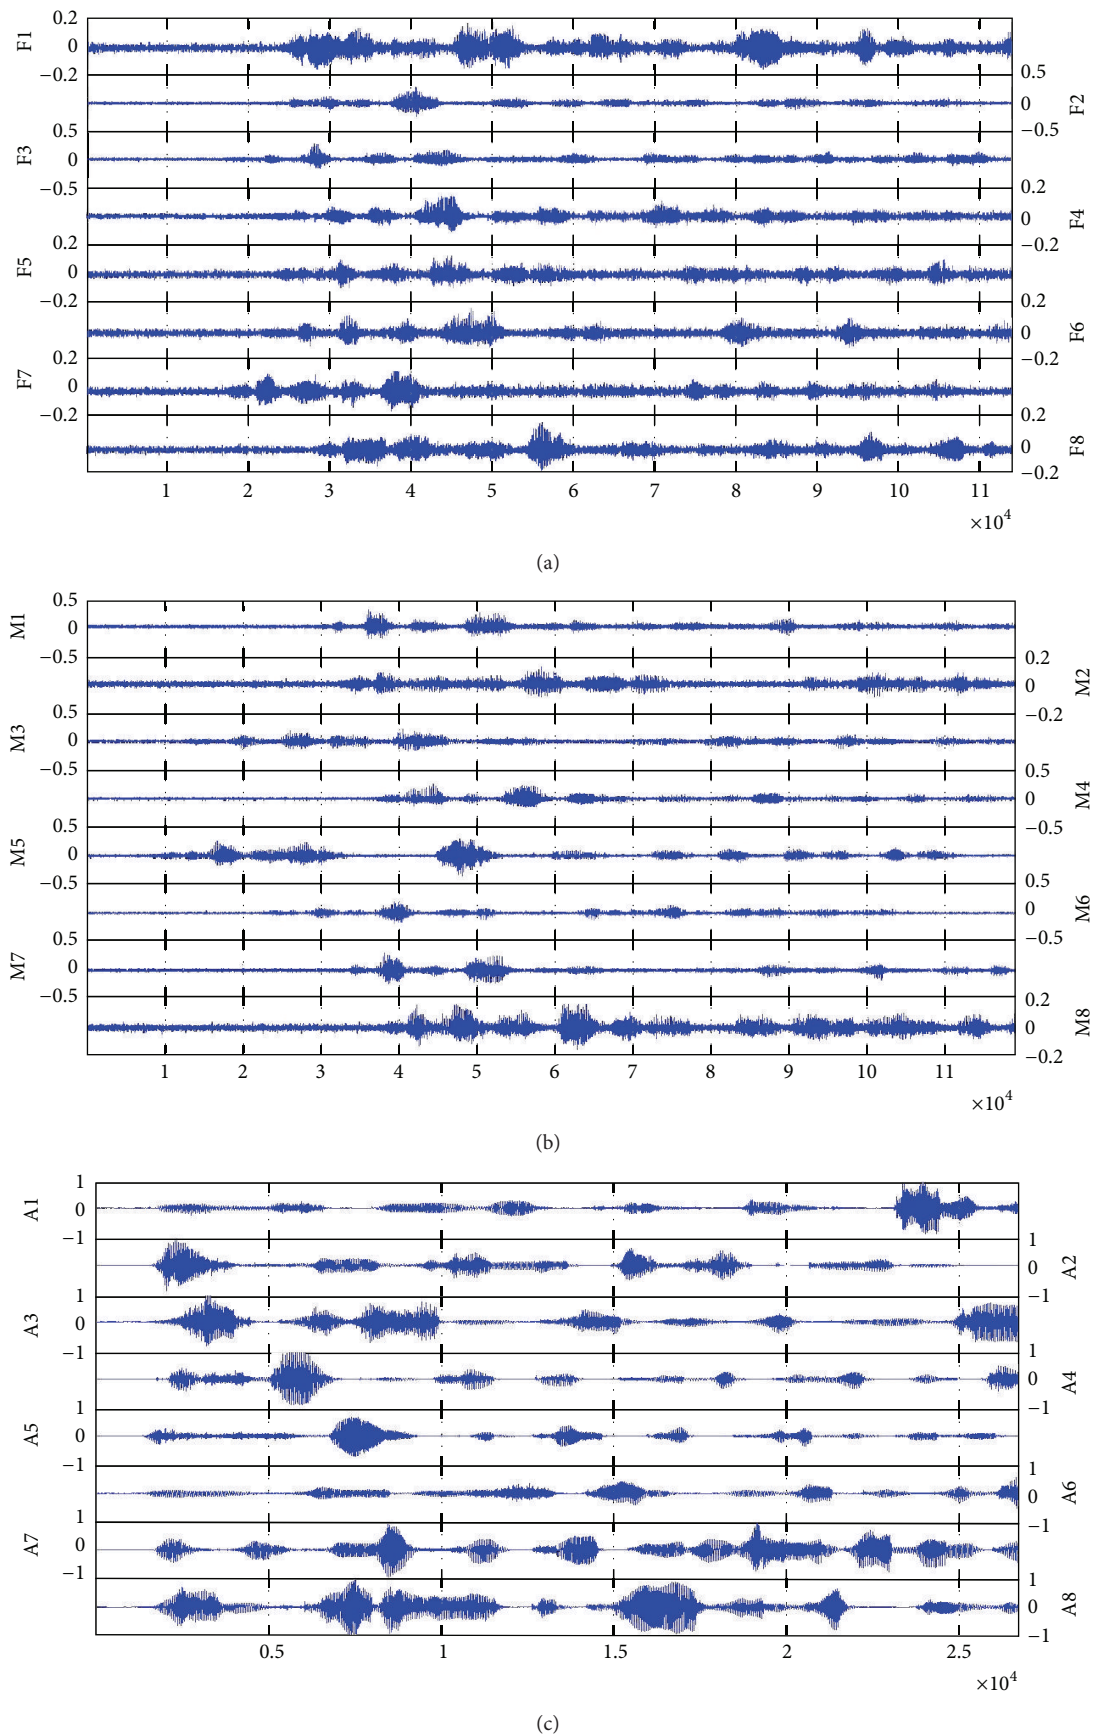 F1 0.2 0 −0.2
0.5 0 −0.5 F2
F3 0.5 0 −0.5
0.2 0 −0.2 F4
F5 0.2 0 −0.2
0.2 0 −0.2 F6
F7 0.2 0 −0.2
0.2 0 −0.2 F8
1 2 3 4 5 6 7 8 9 10 11
×10⁴
(a)
M1 0.5 0 −0.5
0.2 0 −0.2 M2
M3 0.5 0 −0.5
0.5 0 −0.5 M4
M5 0.5 0 −0.5
0.5 0 −0.5 M6
M7 0.5 0 −0.5
0.2 0 −0.2 M8
1 2 3 4 5 6 7 8 9 10 11
×10⁴
(b)
A1 1 0 −1
1 0 −1 A2
A3 1 0 −1
1 0 −1 A4
A5 1 0 −1
1 0 −1 A6
A7 1 0 −1
1 0 −1 A8
0.5 1 1.5 2 2.5
×10⁴
(c)